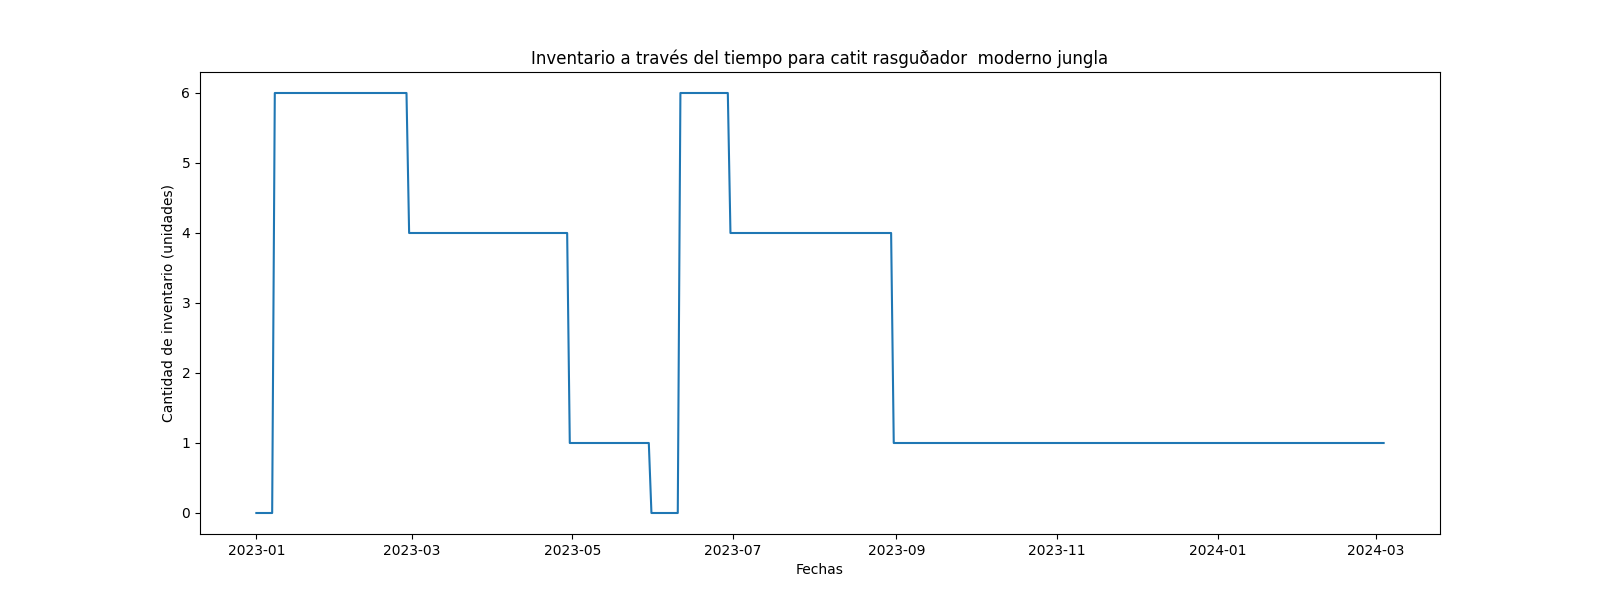 Inventario a través del tiempo para catit rasguðador  moderno jungla
Cantidad de inventario (unidades)
6
5
4
3
2
1
0
2023-01 2023-03 2023-05 2023-07 2023-09 2023-11 2024-01 2024-03
Fechas